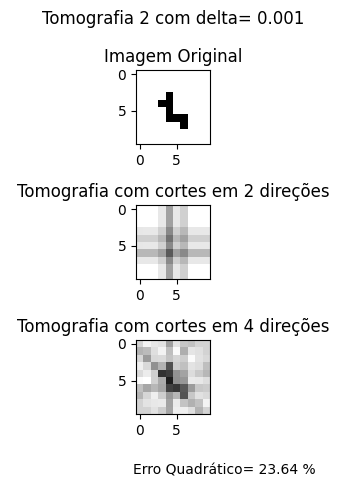 Tomografia 2 com delta= 0.001
Imagem Original
0
5
0 5
Tomografia com cortes em 2 direções
0
5
0 5
Tomografia com cortes em 4 direções
0
5
0 5
Erro Quadrático= 23.64 %